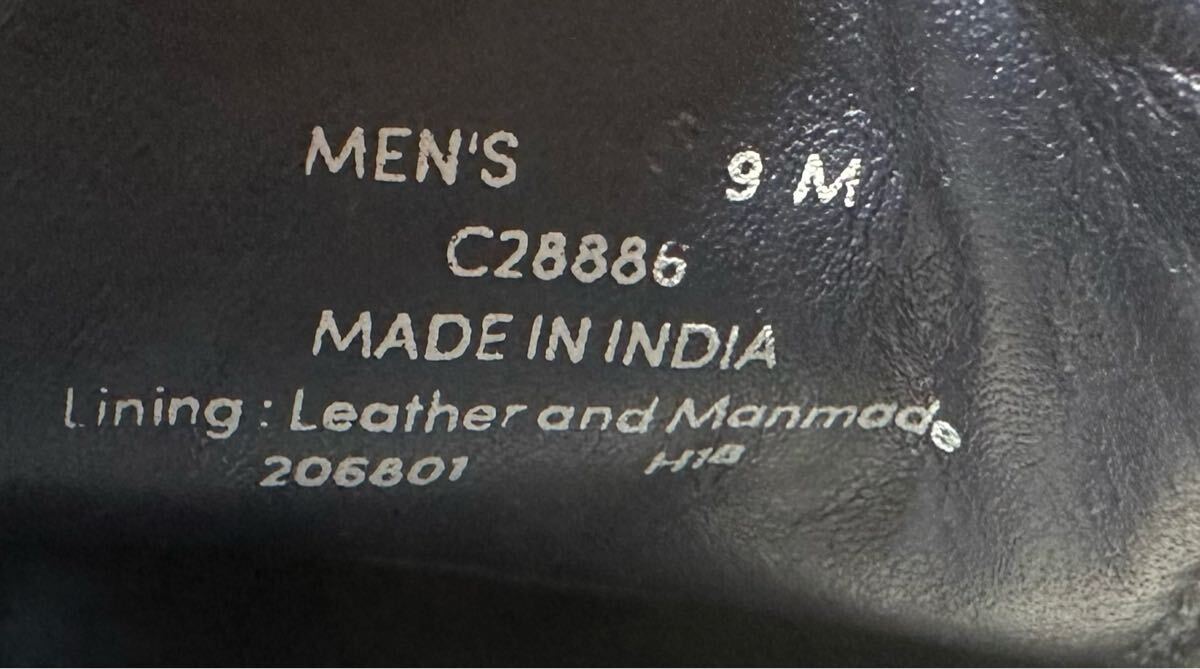 MEN'S 9 M
C28886
MADE IN INDIA
Lining : Leather and Manmade
206801 H18